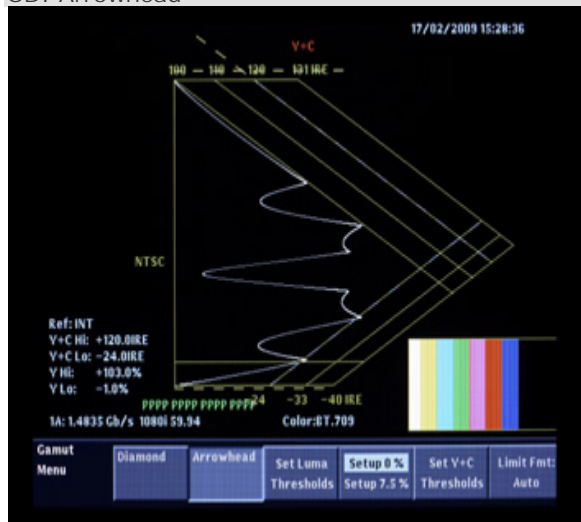 SDI Arrowhead
17/02/2009 15:28:36
Y+C
100 — 110 — 120 — 131 IRE —
NTSC
Ref: INT
Y+C Hi: +120.0IRE
Y+C Lo: -24.0IRE
Y Hi: +103.0%
Y Lo: -1.0%
PPPP PPPP PPPP PPPP
-24 -33 -40 IRE
1A: 1.4835 Gb/s 1080i 59.94 Color:BT.709
Gamut Menu
Diamond
Arrowhead
Set Luma Thresholds
Setup 0 %
Setup 7.5 %
Set Y+C Thresholds
Limit Fmt: Auto